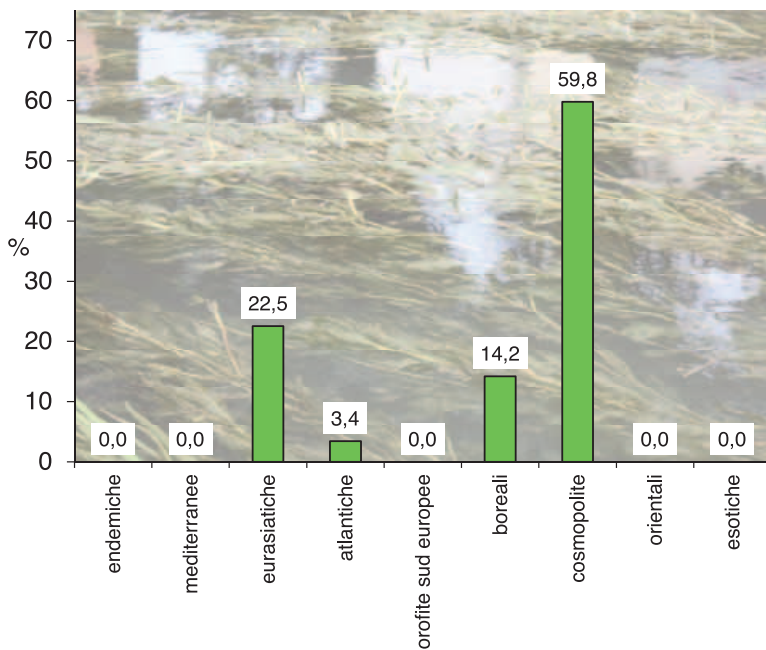 70
60
50
40
30
20
10
0
%
0,0
0,0
22,5
3,4
0,0
14,2
59,8
0,0
0,0
endemiche
mediterranee
eurasiatiche
atlantiche
orofite sud europee
boreali
cosmopolite
orientali
esotiche